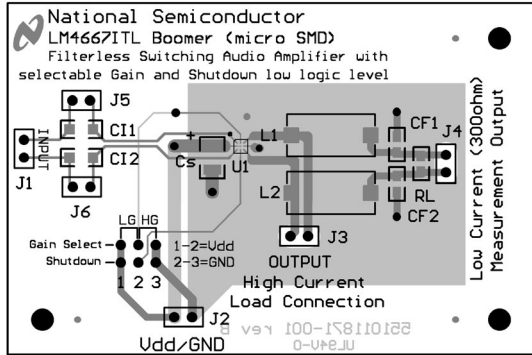 National Semiconductor
LM4667ITL Boomer (micro SMD)
Filterless Switching Audio Amplifier with
selectable Gain and Shutdown low logic level
J5
INPUT
CI1
CI2
J1
J6
+
Cs
U1
L1
L2
CF1
J4
RL
CF2
J3
OUTPUT
High Current
Load Connection
Low Current (300ohm)
Measurement Output
LG HG
Gain Select
1-2=Vdd
Shutdown
2-3=GND
1 2 3
J2
Vdd/GND
551011871-001 rev B
UL94V-0